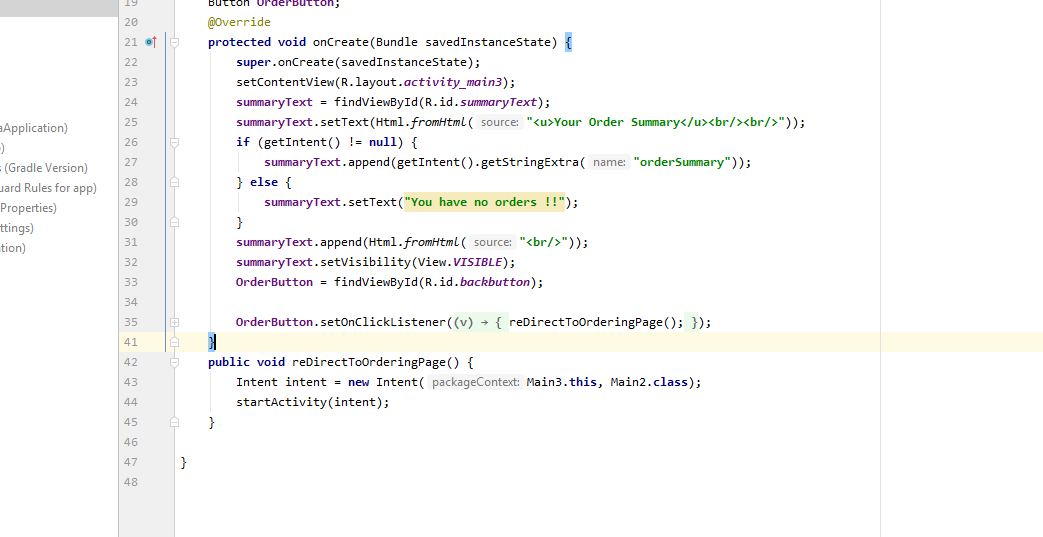 19 Button OrderButton;
20 @Override
21 protected void onCreate(Bundle savedInstanceState) {
22 super.onCreate(savedInstanceState);
23 setContentView(R.layout.activity_main3);
24 summaryText = findViewById(R.id.summaryText);
25 summaryText.setText(Html.fromHtml( source: "<u>Your Order Summary</u><br/><br/>"));
26 if (getIntent() != null) {
27 summaryText.append(getIntent().getStringExtra( name: "orderSummary"));
28 } else {
29 summaryText.setText("You have no orders !!");
30 }
31 summaryText.append(Html.fromHtml( source: "<br/>"));
32 summaryText.setVisibility(View.VISIBLE);
33 OrderButton = findViewById(R.id.backbutton);
34
35 OrderButton.setOnClickListener((v) → { reDirectToOrderingPage(); });
41 }
42 public void reDirectToOrderingPage() {
43 Intent intent = new Intent( packageContext: Main3.this, Main2.class);
44 startActivity(intent);
45 }
46
47 }
48
aApplication)
)
(Gradle Version)
uard Rules for app)
Properties)
ttings)
tion)